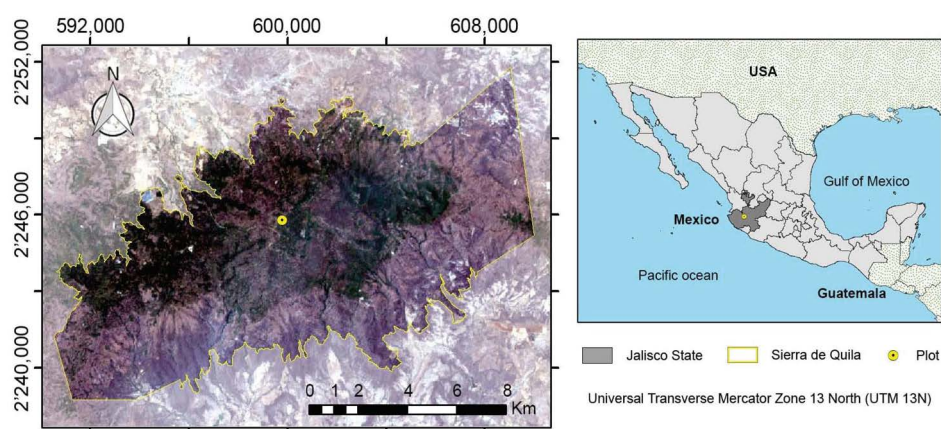 592,000 600,000 608,000
2'252,000
2'246,000
2'240,000
N
0 1 2 4 6 8
Km
USA
Gulf of Mexico
Mexico
Pacific ocean
Guatemala
Jalisco State
Sierra de Quila
Plot
Universal Transverse Mercator Zone 13 North (UTM 13N)